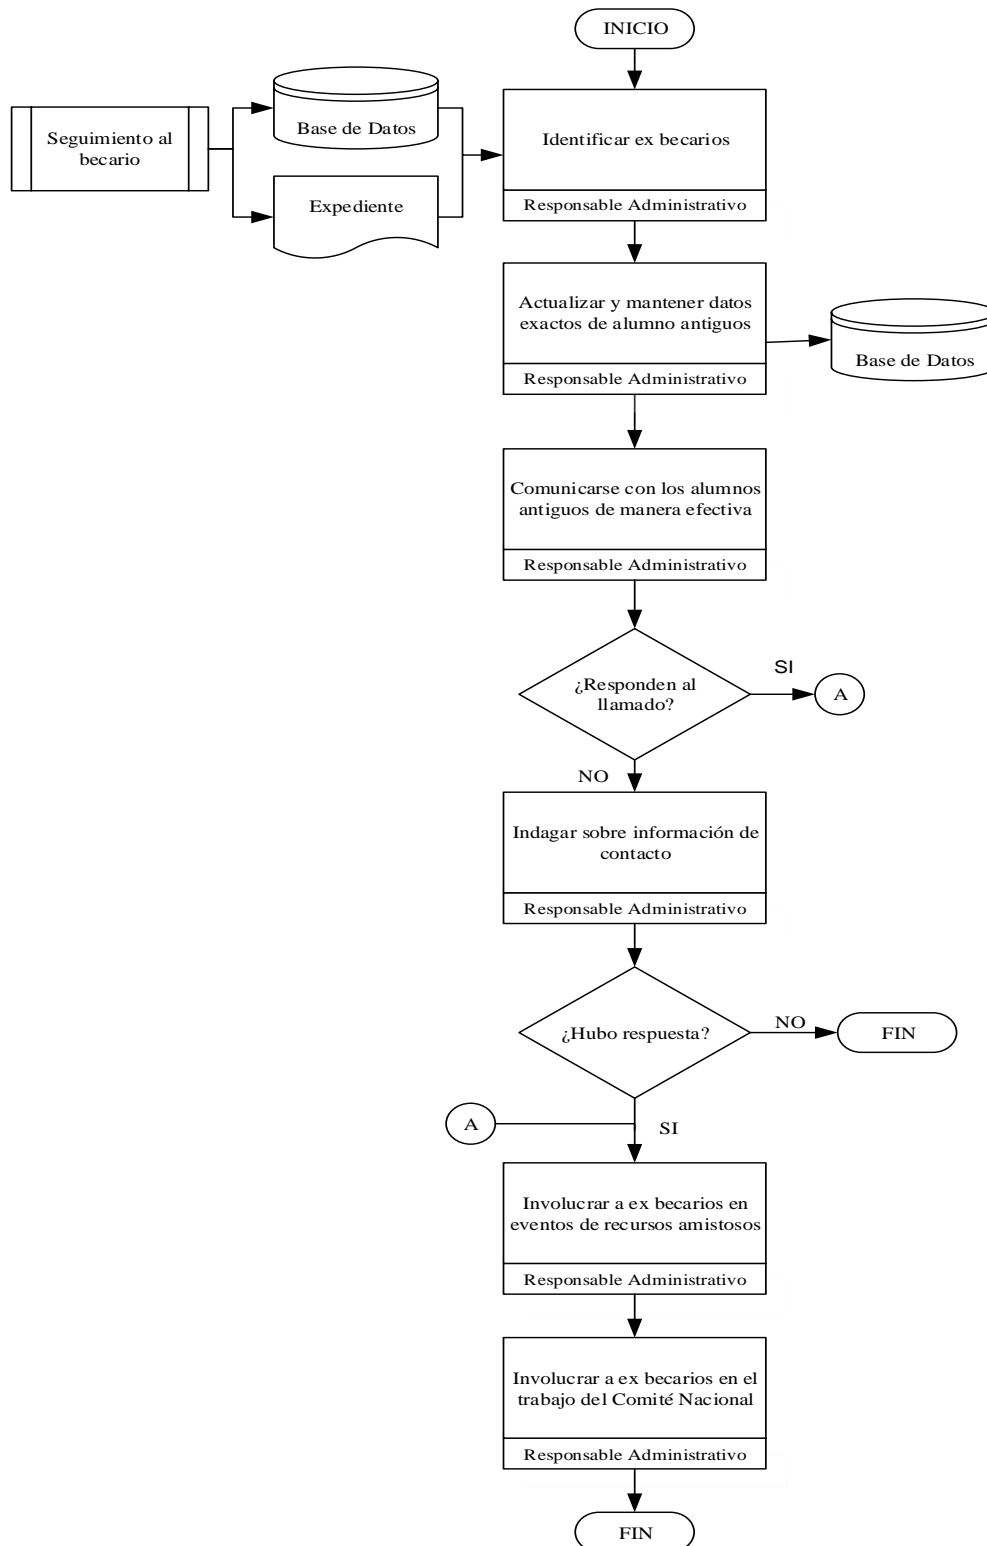 INICIO
Seguimiento al
becario
Base de Datos
Expediente
Identificar ex becarios
Responsable Administrativo
Actualizar y mantener datos
exactos de alumno antiguos
Responsable Administrativo
Base de Datos
Comunicarse con los alumnos
antiguos de manera efectiva
Responsable Administrativo
¿Responden al
llamado?
SI
A
NO
Indagar sobre información de
contacto
Responsable Administrativo
¿Hubo respuesta?
NO
FIN
A
SI
Involucrar a ex becarios en
eventos de recursos amistosos
Responsable Administrativo
Involucrar a ex becarios en el
trabajo del Comité Nacional
Responsable Administrativo
FIN